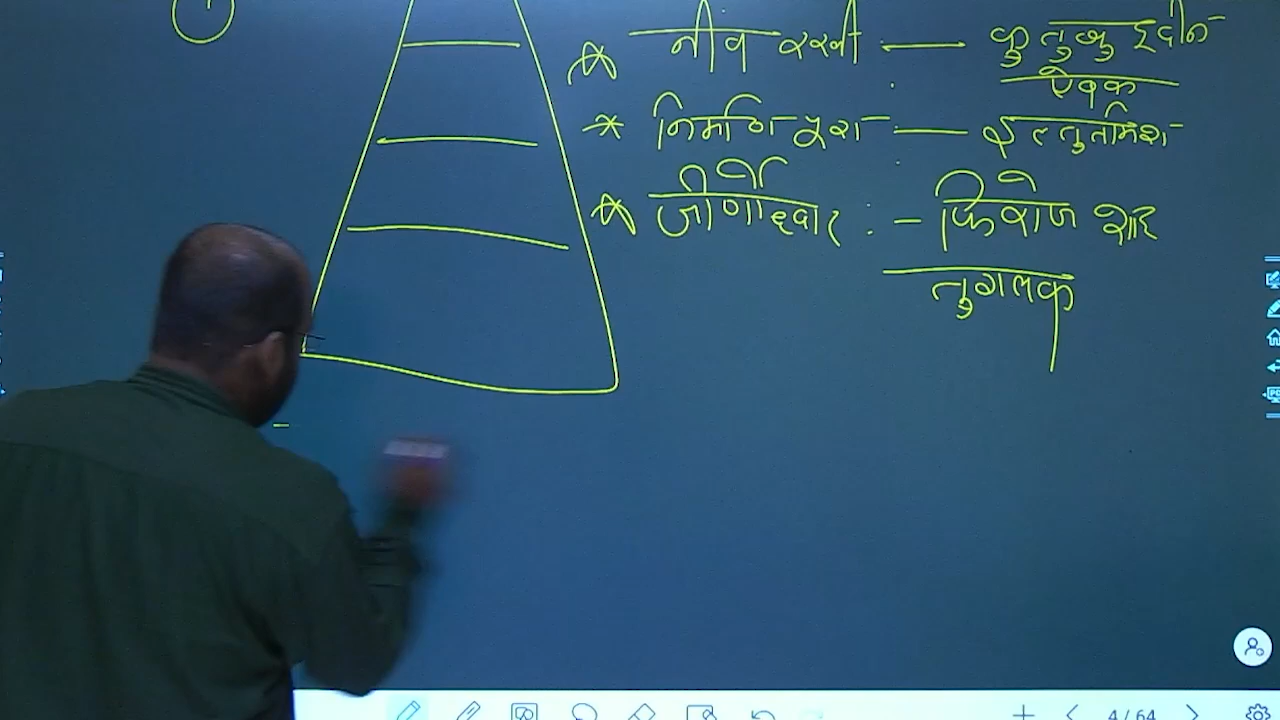 नीव रखी :—— कुतुबुद्दीन
ऐबक
* निर्माण पूरा :—— इल्तुतमिश
* जीर्णोद्वार : - फिरोज शाह
तुगलक
4/64